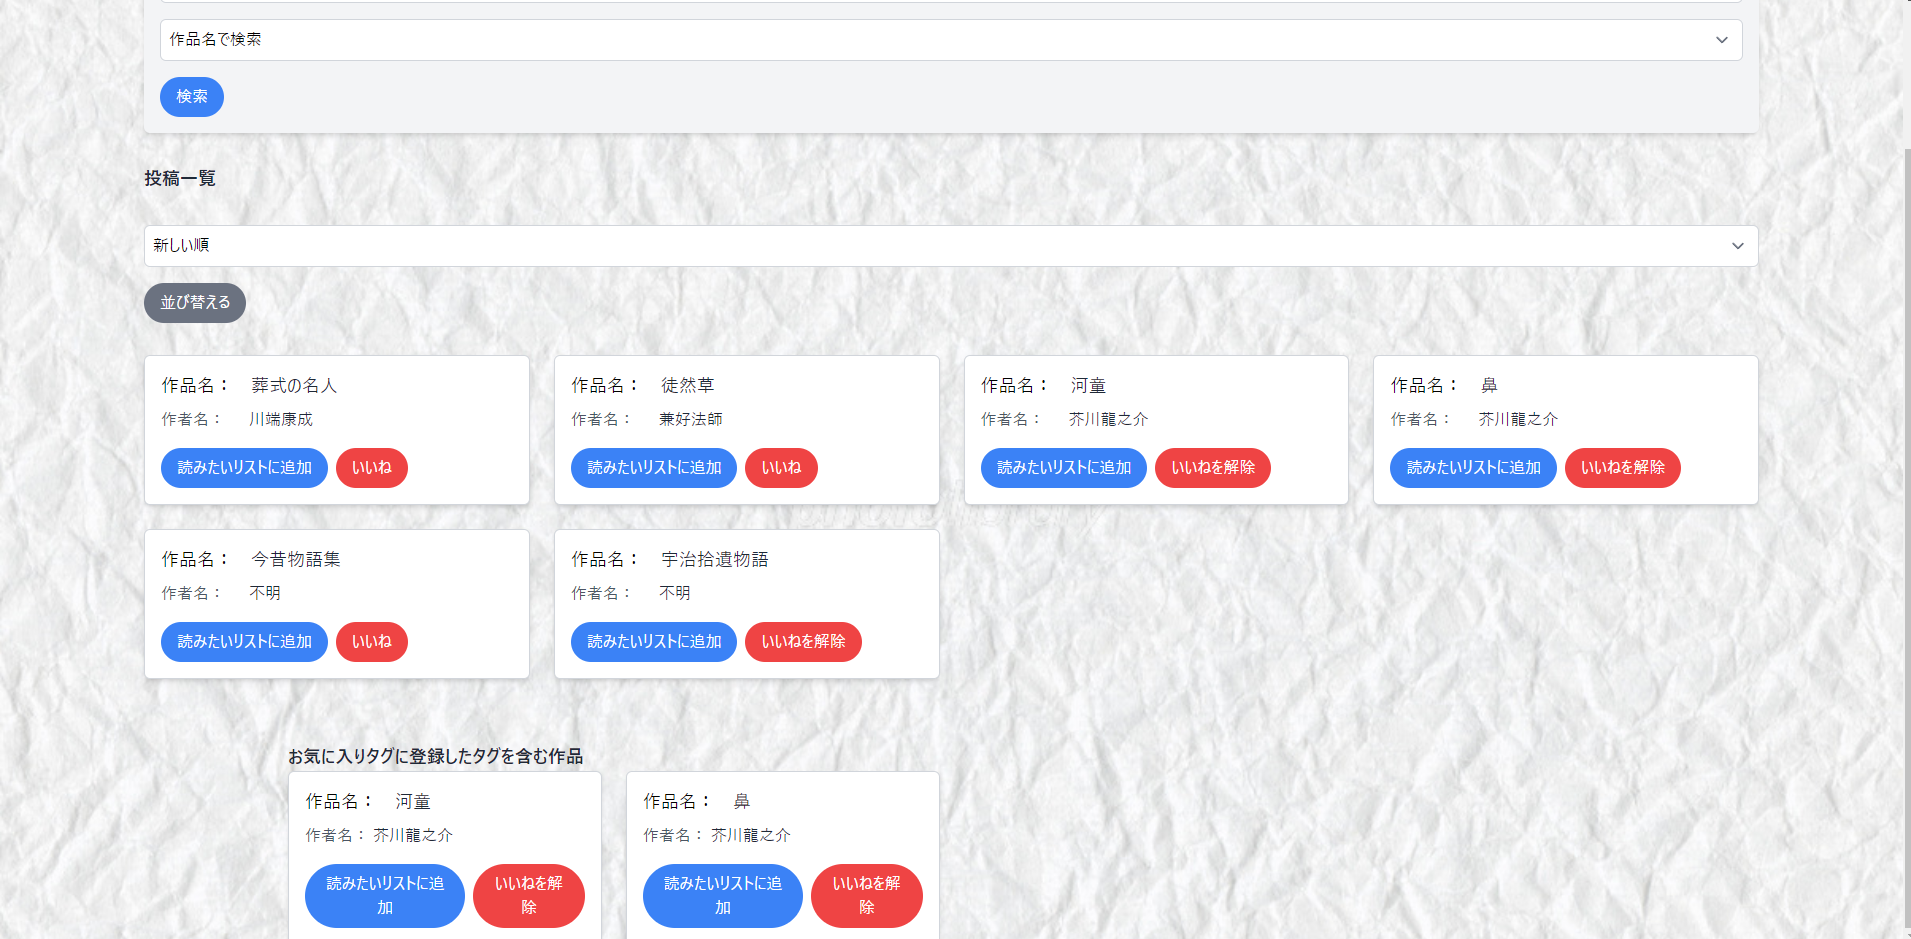 作品名で検索
検索
投稿一覧
新しい順
並び替える
作品名： 葬式の名人
作者名： 川端康成
読みたいリストに追加 いいね
作品名： 徒然草
作者名： 兼好法師
読みたいリストに追加 いいね
作品名： 河童
作者名： 芥川龍之介
読みたいリストに追加 いいねを解除
作品名： 鼻
作者名： 芥川龍之介
読みたいリストに追加 いいねを解除
作品名： 今昔物語集
作者名： 不明
読みたいリストに追加 いいね
作品名： 宇治拾遺物語
作者名： 不明
読みたいリストに追加 いいねを解除
お気に入りタグに登録したタグを含む作品
作品名： 河童
作者名： 芥川龍之介
読みたいリストに追
加
いいねを解
除
作品名： 鼻
作者名： 芥川龍之介
読みたいリストに追
加
いいねを解
除